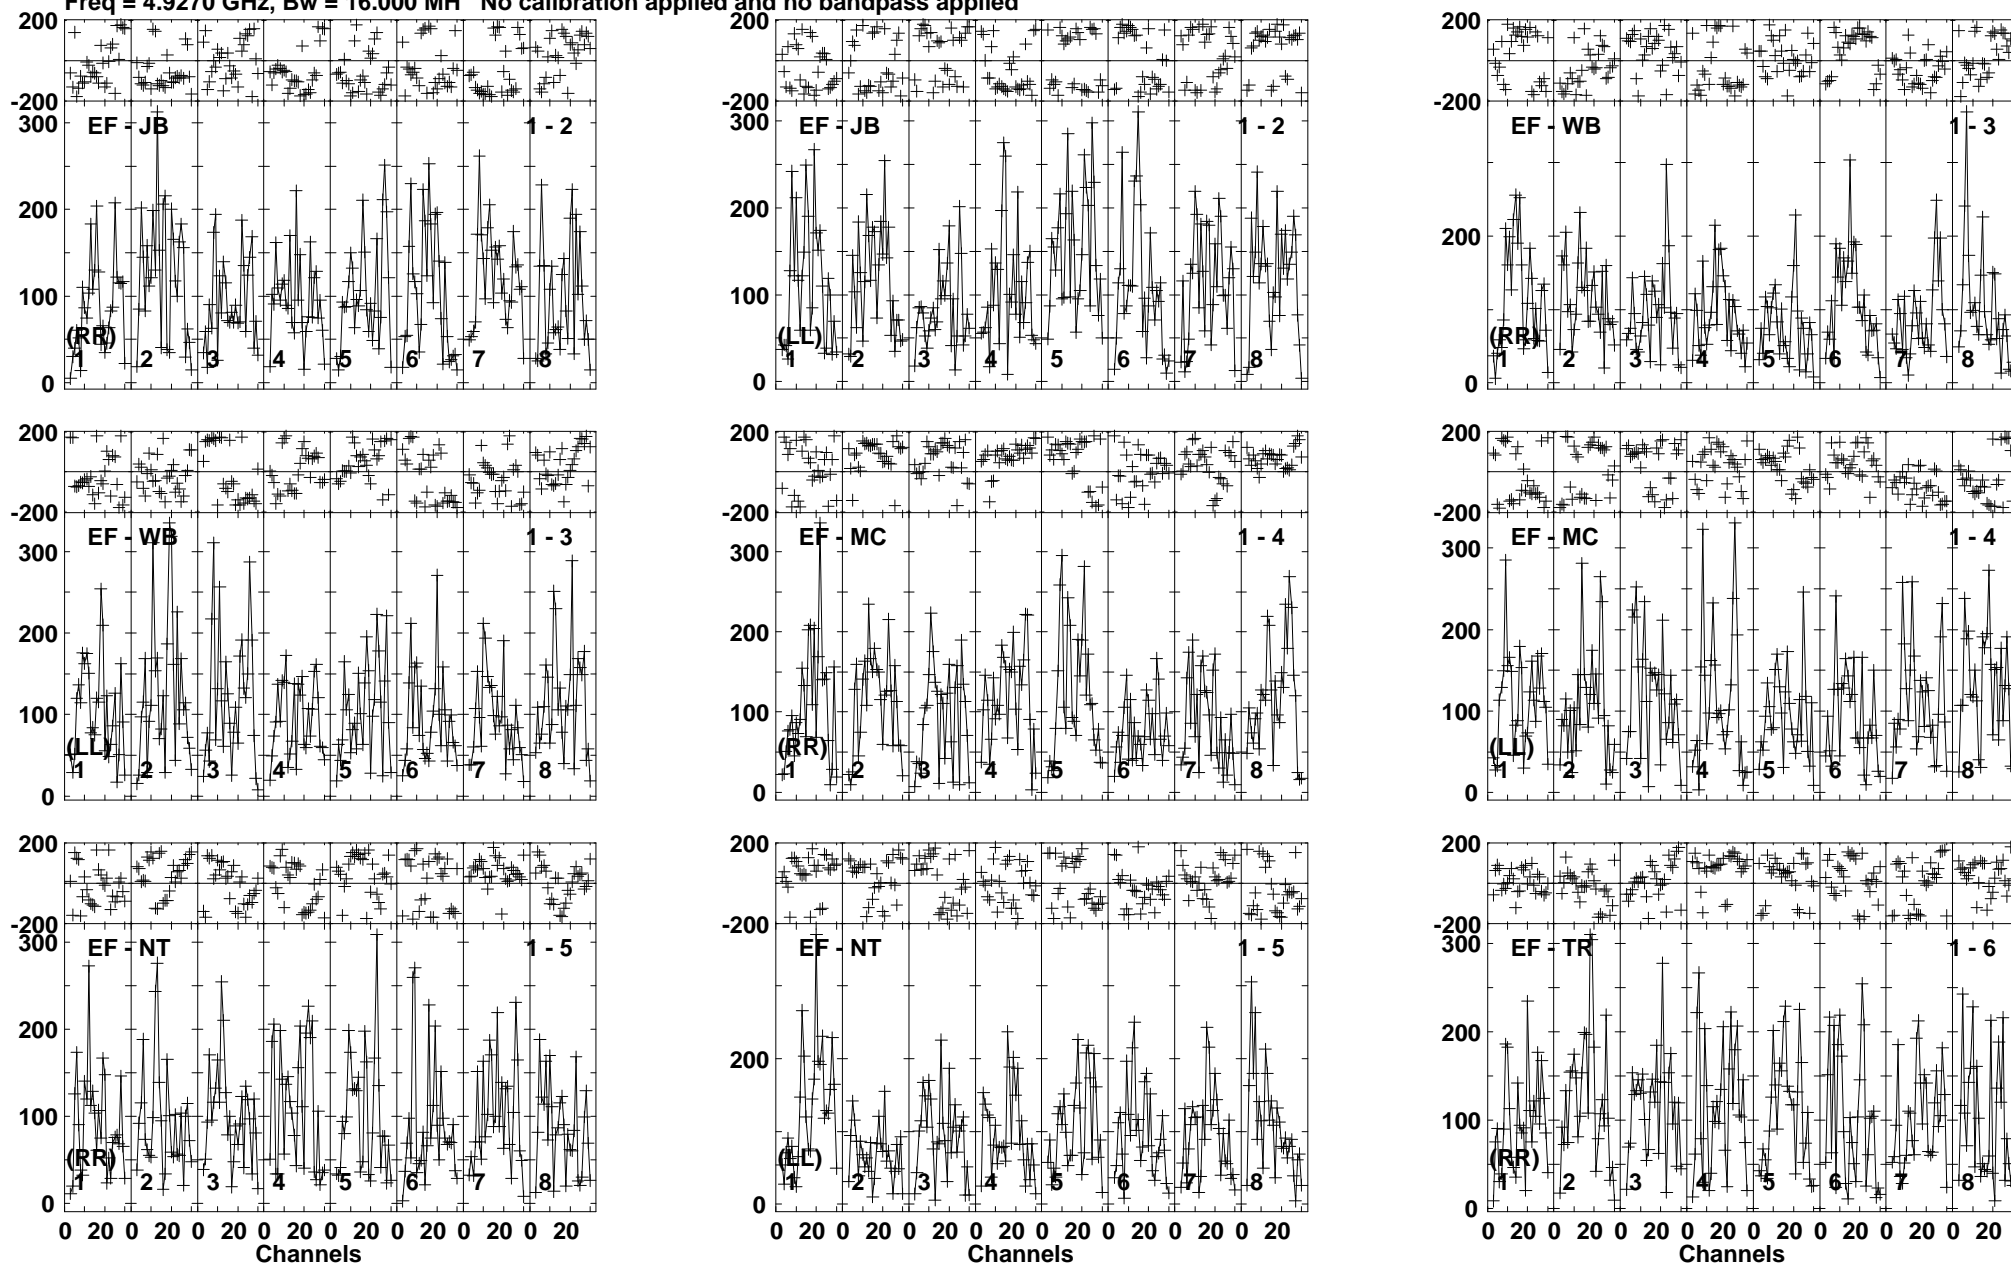 Freq = 4.9270 GHz, Bw = 16.000 MH No calibration applied and no bandpass applied
200 200 200
-200 -200 -200
EF - JB 1 - 2 EF - JB 1 - 2 EF - WB 1 - 3
300 300
200 200 200
100 100
(RR) (LL) (RR)
1 2 3 4 5 6 7 8 1 2 3 4 5 6 7 8 1 2 3 4 5 6 7 8
0 0 0
200 200 200
-200 -200 -200
EF - WB 1 - 3 EF - MC 1 - 4 EF - MC 1 - 4
300 300 300
200 200 200
100 100 100
(LL) (RR) (LL)
1 2 3 4 5 6 7 8 1 2 3 4 5 6 7 8 1 2 3 4 5 6 7 8
0 0 0
200 200 200
-200 -200 -200
EF - NT 1 - 5 EF - NT 1 - 5 EF - TR 1 - 6
300 300
200 200 200
100 100
(RR) (LL) (RR)
1 2 3 4 5 6 7 8 1 2 3 4 5 6 7 8 1 2 3 4 5 6 7 8
0 0 0
0 20 0 20 0 20 0 20 0 20 0 20 0 20 0 20 0 20 0 20 0 20 0 20 0 20 0 20 0 20 0 20 0 20 0 20 0 20 0 20 0 20 0 20 0 20 0 20
Channels Channels Channels